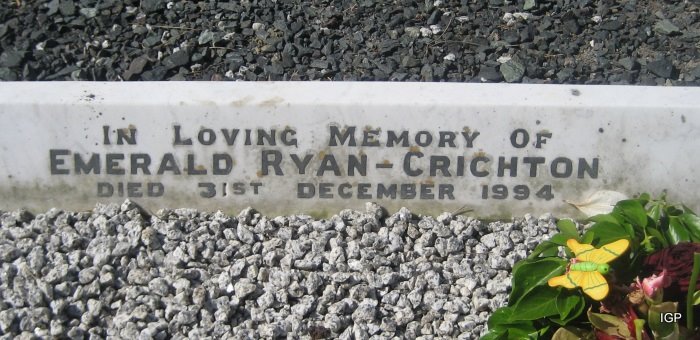 In Loving Memory Of
Emerald Ryan-Crichton
Died 31st December 1994
IGP